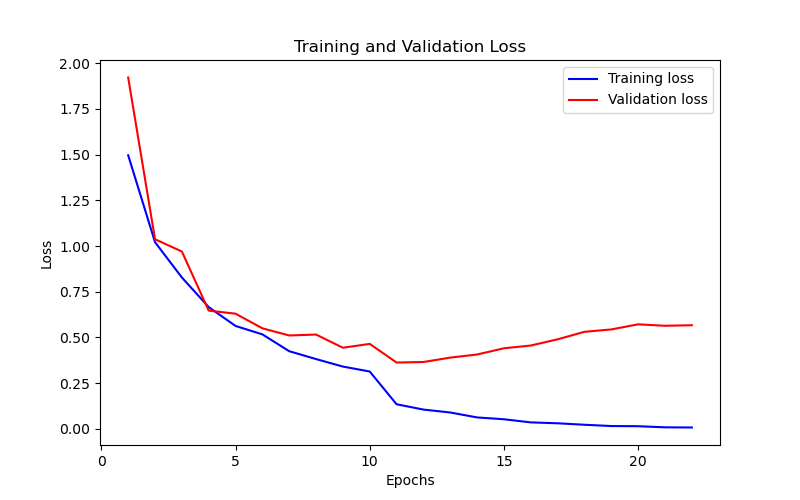 Training and Validation Loss
Training loss
Validation loss
2.00
1.75
1.50
1.25
1.00
0.75
0.50
0.25
0.00
Loss
0 5 10 15 20
Epochs